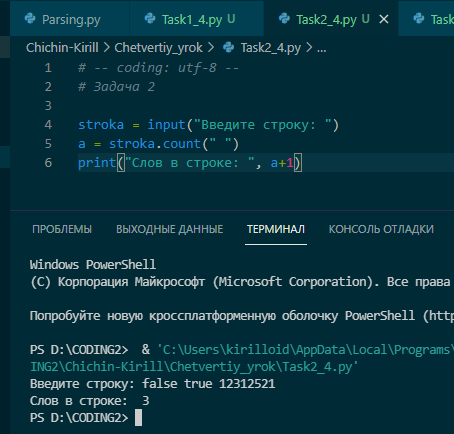 Parsing.py Task1_4.py U Task2_4.py U Task
Chichin-Kirill > Chetvertiy_yrok > Task2_4.py > ...
1 # -- coding: utf-8 --
2 # Задача 2
3
4 stroka = input("Введите строку: ")
5 a = stroka.count(" ")
6 print("Слов в строке: ", a+1)
ПРОБЛЕМЫ ВЫХОДНЫЕ ДАННЫЕ ТЕРМИНАЛ КОНСОЛЬ ОТЛАДКИ
Windows PowerShell
(C) Корпорация Майкрософт (Microsoft Corporation). Все права
Попробуйте новую кроссплатформенную оболочку PowerShell (http
PS D:\CODING2> & 'C:\Users\kirilloid\AppData\Local\Programs\
ING2\Chichin-Kirill\Chetvertiy_yrok\Task2_4.py'
Введите строку: false true 12312521
Слов в строке:  3
PS D:\CODING2>